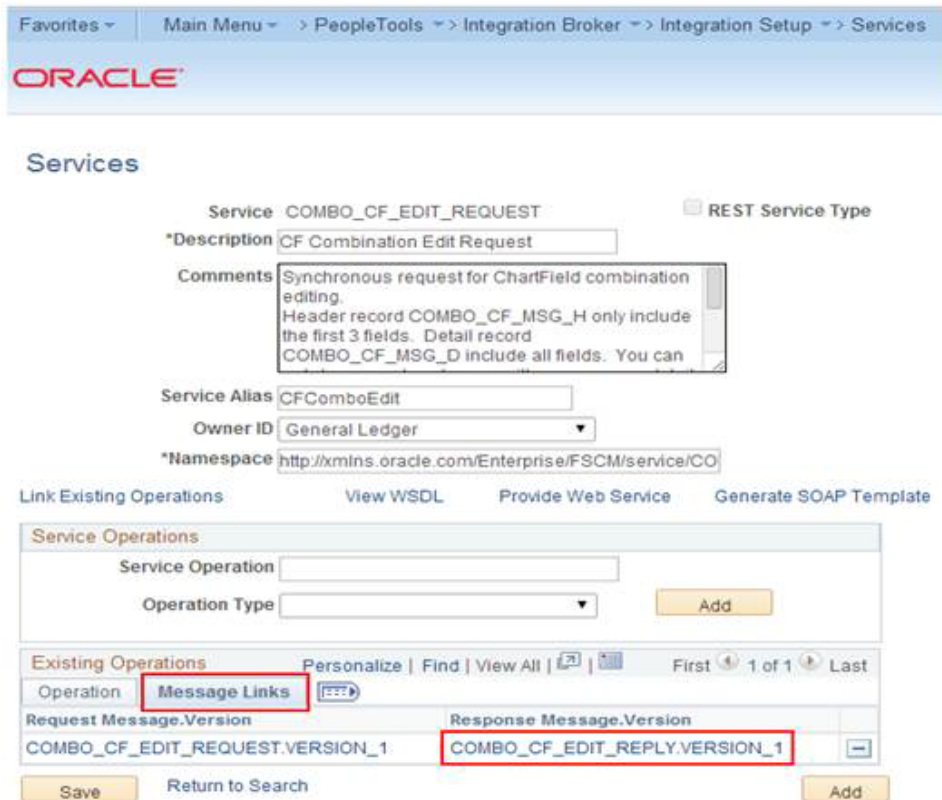 Favorites Main Menu > PeopleTools > Integration Broker > Integration Setup > Services
ORACLE
Services
Service COMBO_CF_EDIT_REQUEST REST Service Type
*Description CF Combination Edit Request
Comments Synchronous request for ChartField combination
editing.
Header record COMBO_CF_MSG_H only include
the first 3 fields. Detail record
COMBO_CF_MSG_D include all fields. You can
Service Alias CFComboEdit
Owner ID General Ledger
*Namespace http://xmlns.oracle.com/Enterprise/FSCM/service/CO
Link Existing Operations View WSDL Provide Web Service Generate SOAP Template
Service Operations
Service Operation
Operation Type Add
Existing Operations Personalize | Find | View All | First 1 of 1 Last
Operation Message Links
Request Message.Version Response Message.Version
COMBO_CF_EDIT_REQUEST.VERSION_1 COMBO_CF_EDIT_REPLY.VERSION_1
Save Return to Search Add